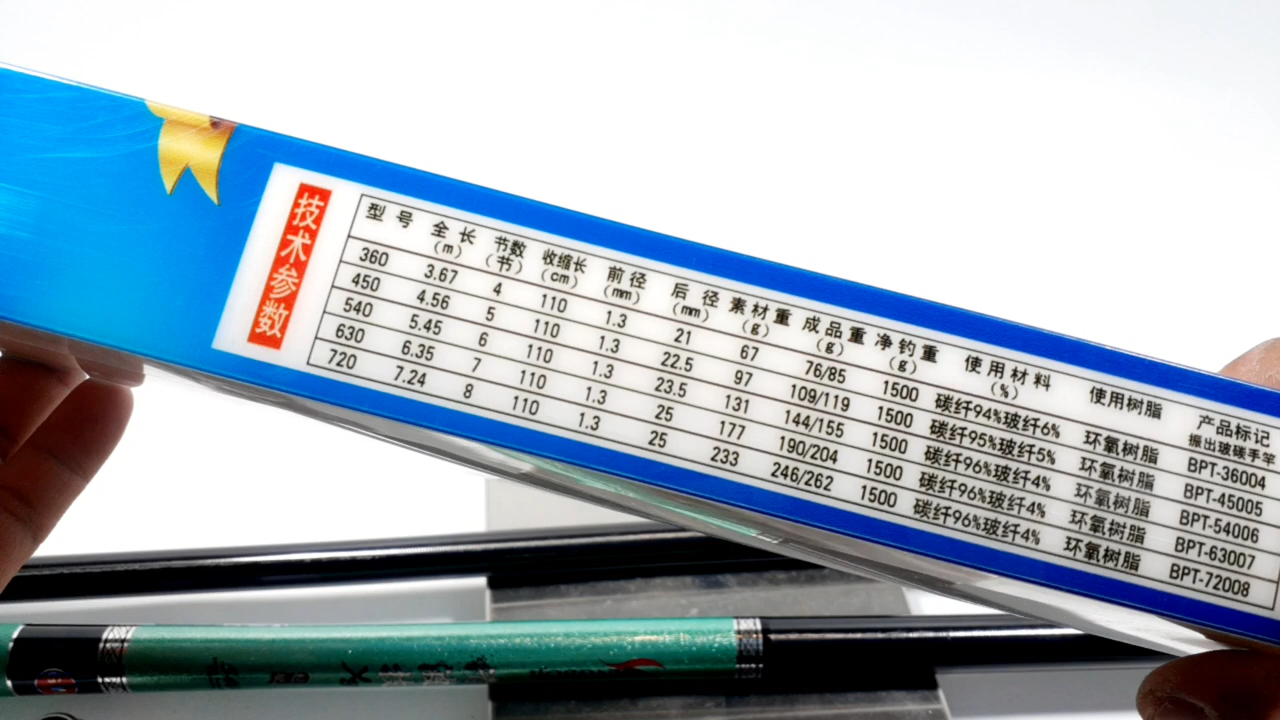 技术参数
型号 全长(m) 节数(节) 收缩长(cm) 前径(mm) 后径(mm) 素材重(g) 成品重(g) 净钓重(g) 使用材料(%) 使用树脂 产品标记 振出玻碳手竿
360 3.67 4 110 1.3 21 67 76/85 1500 碳纤94%玻纤6% 环氧树脂 BPT-36004
450 4.56 5 110 1.3 22.5 97 109/119 1500 碳纤95%玻纤5% 环氧树脂 BPT-45005
540 5.45 6 110 1.3 23.5 131 144/155 1500 碳纤96%玻纤4% 环氧树脂 BPT-54006
630 6.35 7 110 1.3 25 177 190/204 1500 碳纤96%玻纤4% 环氧树脂 BPT-63007
720 7.24 8 110 1.3 25 233 246/262 1500 碳纤96%玻纤4% 环氧树脂 BPT-72008